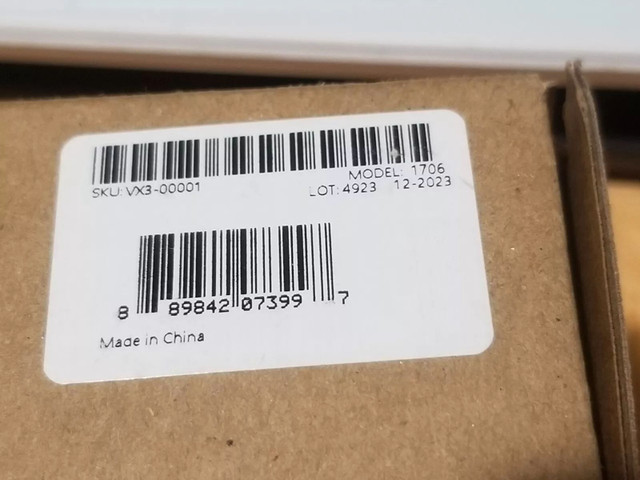 SKU: VX3-00001
MODEL: 1706
LOT: 4923 12-2023
8 89842 07399 7
Made in China